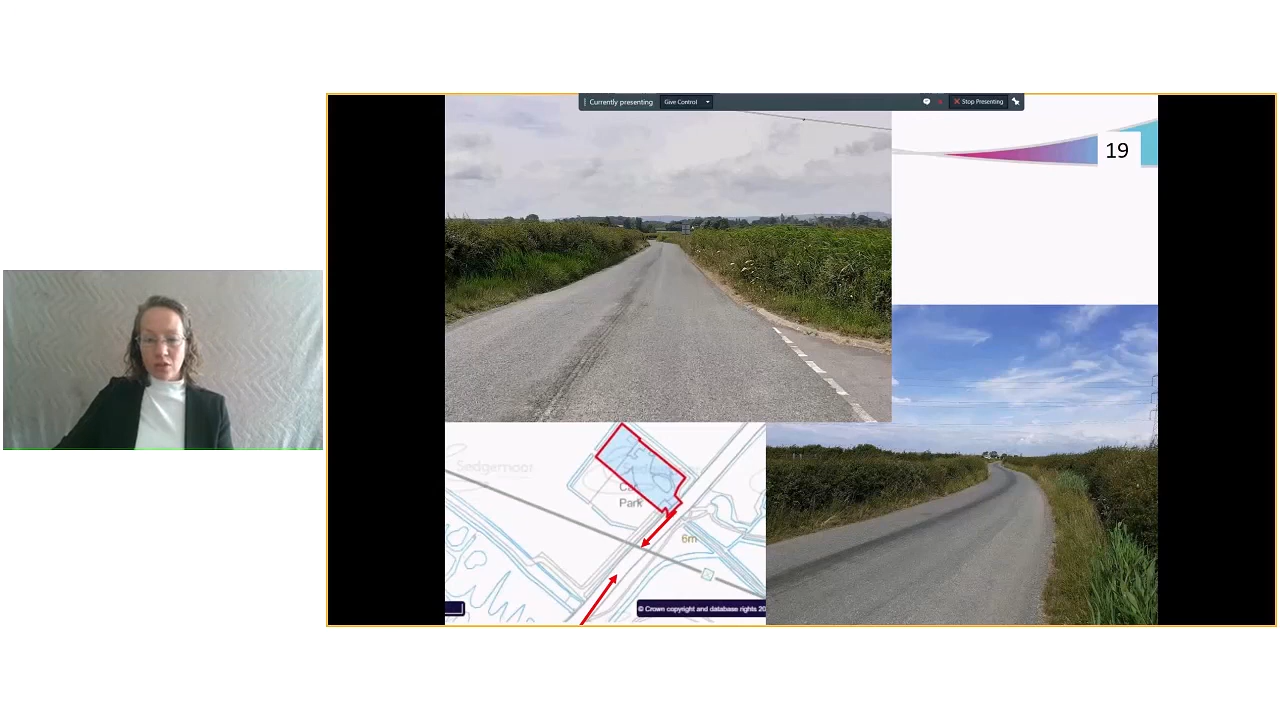 Currently presenting
Give Control
Stop Presenting
19
Sedgemoor
Car
Park
6m
© Crown copyright and database rights 20